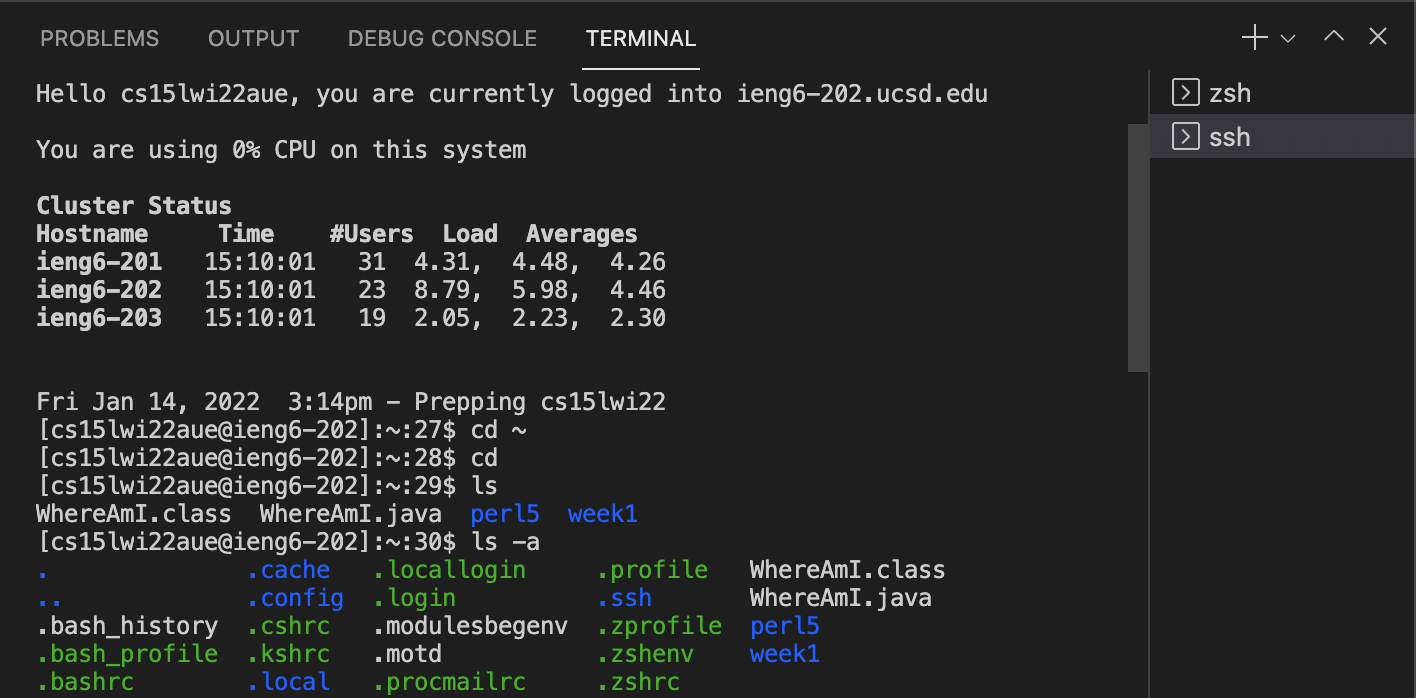 PROBLEMS OUTPUT DEBUG CONSOLE TERMINAL
Hello cs15lwi22aue, you are currently logged into ieng6-202.ucsd.edu
You are using 0% CPU on this system
Cluster Status
Hostname     Time    #Users  Load  Averages
ieng6-201   15:10:01   31  4.31,  4.48,  4.26
ieng6-202   15:10:01   23  8.79,  5.98,  4.46
ieng6-203   15:10:01   19  2.05,  2.23,  2.30
Fri Jan 14, 2022  3:14pm - Prepping cs15lwi22
[cs15lwi22aue@ieng6-202]:~:27$ cd ~
[cs15lwi22aue@ieng6-202]:~:28$ cd
[cs15lwi22aue@ieng6-202]:~:29$ ls
WhereAmI.class  WhereAmI.java  perl5  week1
[cs15lwi22aue@ieng6-202]:~:30$ ls -a
.              .cache   .locallogin     .profile   WhereAmI.class
..             .config  .login          .ssh       WhereAmI.java
.bash_history  .cshrc   .modulesbegenv  .zprofile  perl5
.bash_profile  .kshrc   .motd           .zshenv    week1
.bashrc        .local   .procmailrc     .zshrc
zsh
ssh